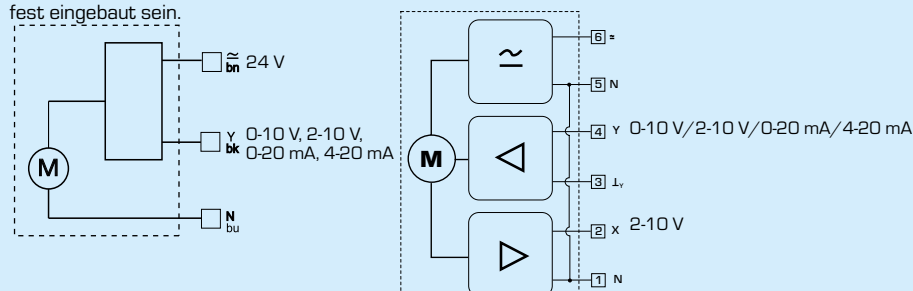 fest eingebaut sein.
≃
bn 24 V
Y 0-10 V, 2-10 V,
bk 0-20 mA, 4-20 mA
M
N
bu
6 ≂
≃
5 N
4 Y 0-10 V/2-10 V/0-20 mA/4-20 mA
M
3 ⊥Y
2 X 2-10 V
1 N